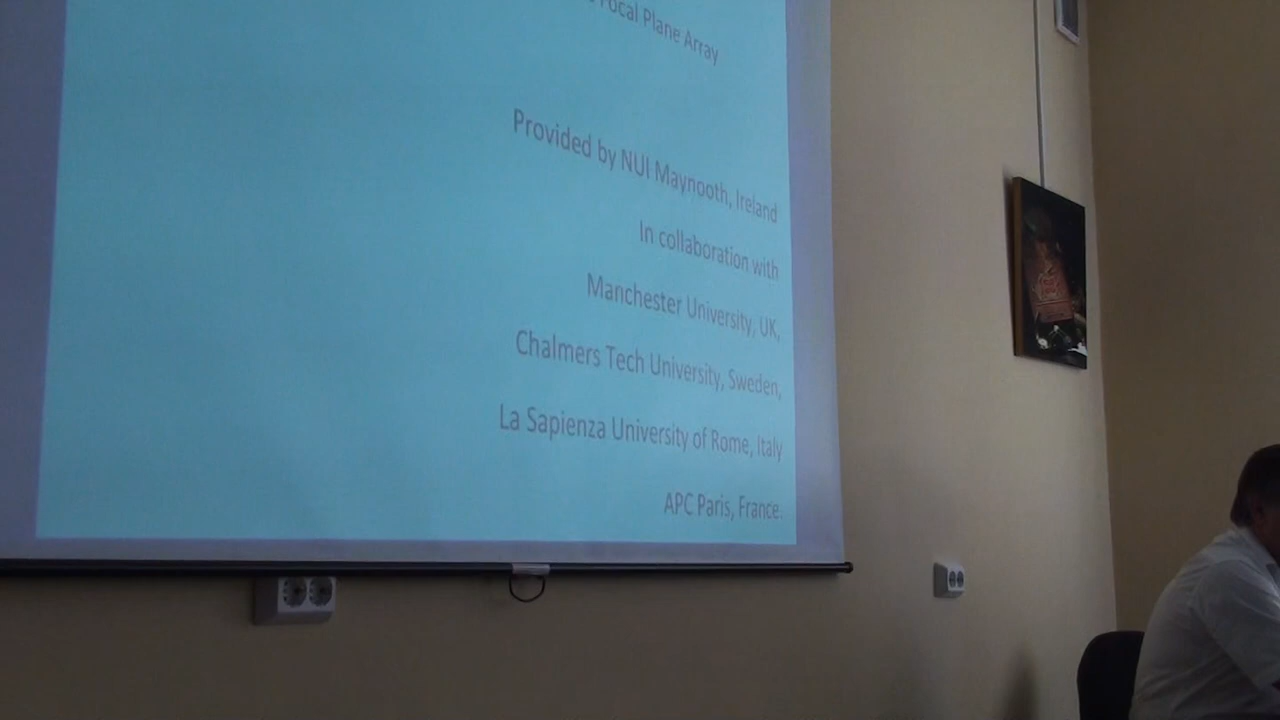 Focal Plane Array
Provided by NUI Maynooth, Ireland
In collaboration with
Manchester University, UK,
Chalmers Tech University, Sweden,
La Sapienza University of Rome, Italy
APC Paris, France.